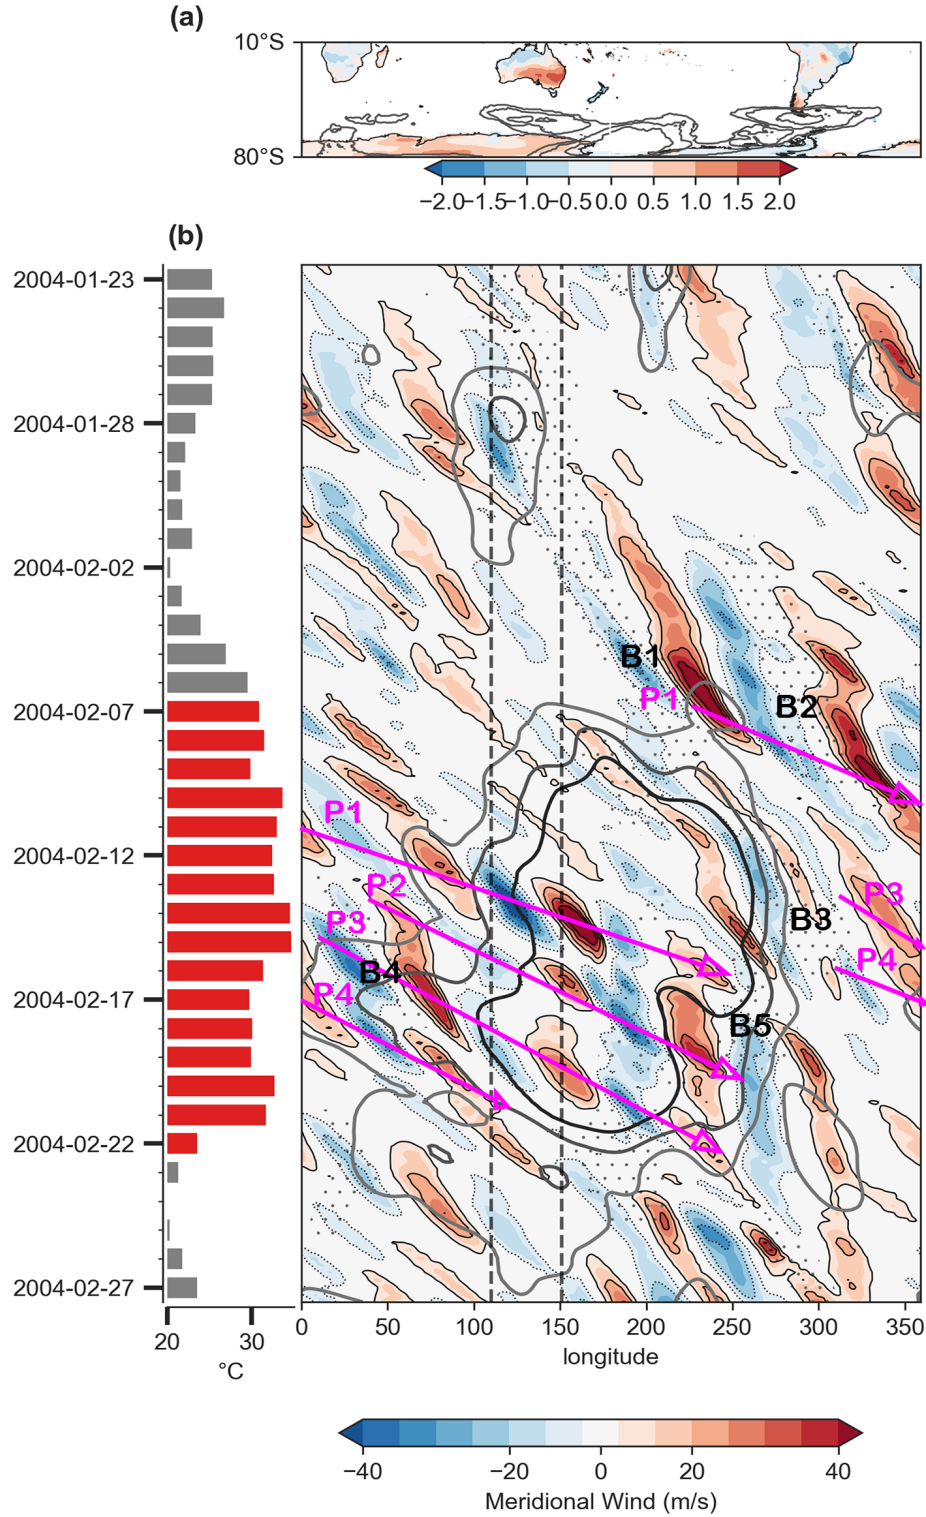 (a)
10°S
80°S
−2.0−1.5−1.0−0.5 0.0 0.5 1.0 1.5 2.0
(b)
2004-01-23
2004-01-28
2004-02-02
B1
P1
B2
2004-02-07
P1
2004-02-12
P2
P3
P3
B3
B4
P4
2004-02-17
P4
B5
2004-02-22
2004-02-27
20 30
°C
0 50 100 150 200 250 300 350
longitude
−40 −20 0 20 40
Meridional Wind (m/s)